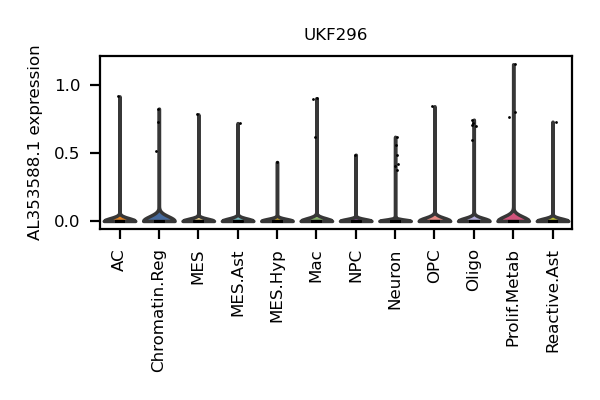 UKF296
AL353588.1 expression
1.0
0.5
0.0
AC
Chromatin.Reg
MES
MES.Ast
MES.Hyp
Mac
NPC
Neuron
OPC
Oligo
Prolif.Metab
Reactive.Ast